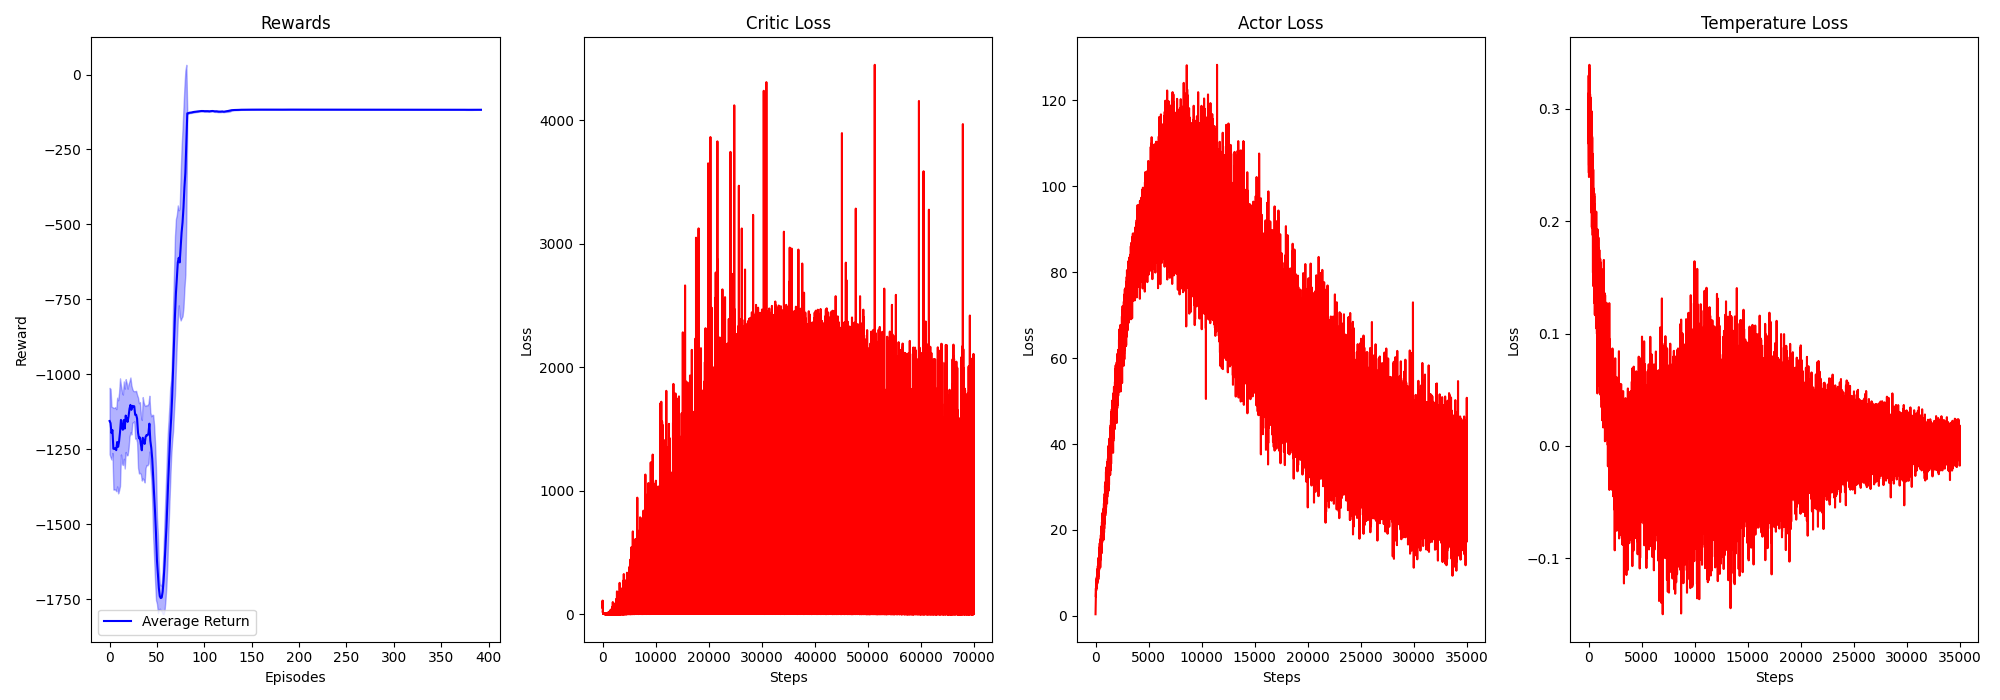 Rewards
0
−250
−500
−750
−1000
−1250
−1500
−1750
Reward
Average Return
0 50 100 150 200 250 300 350 400
Episodes
Critic Loss
4000
3000
2000
1000
0
Loss
0 10000 20000 30000 40000 50000 60000 70000
Steps
Actor Loss
120
100
80
60
40
20
0
Loss
0 5000 10000 15000 20000 25000 30000 35000
Steps
Temperature Loss
0.3
0.2
0.1
0.0
−0.1
Loss
0 5000 10000 15000 20000 25000 30000 35000
Steps